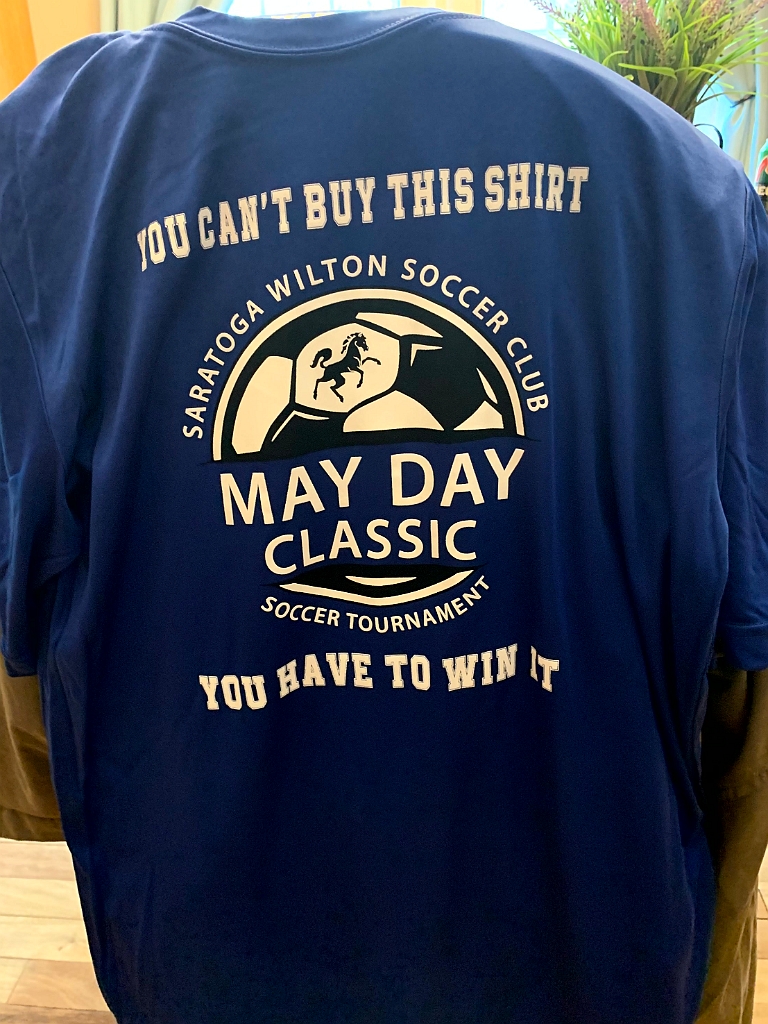 YOU CAN'T BUY THIS SHIRT
SARATOGA WILTON SOCCER CLUB
MAY DAY
CLASSIC
SOCCER TOURNAMENT
YOU HAVE TO WIN IT